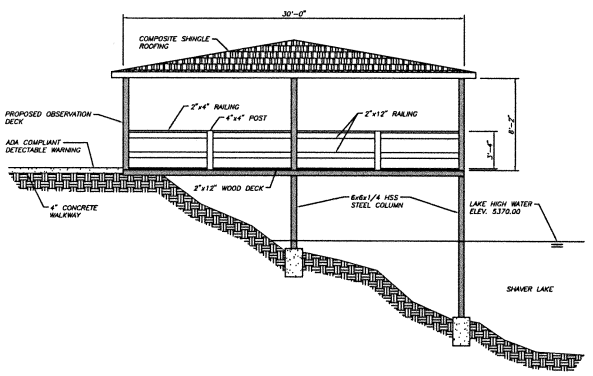 30'-0"
COMPOSITE SHINGLE
ROOFING
2"x4" RAILING
4"x4" POST
2"x12" RAILING
PROPOSED OBSERVATION
DECK
8'-2"
3'-4"
ADA COMPLIANT
DETECTABLE WARNING
2"x12" WOOD DECK
4" CONCRETE
WALKWAY
6x6x1/4 HSS
STEEL COLUMN
LAKE HIGH WATER
ELEV. 5370.00
SHAVER LAKE